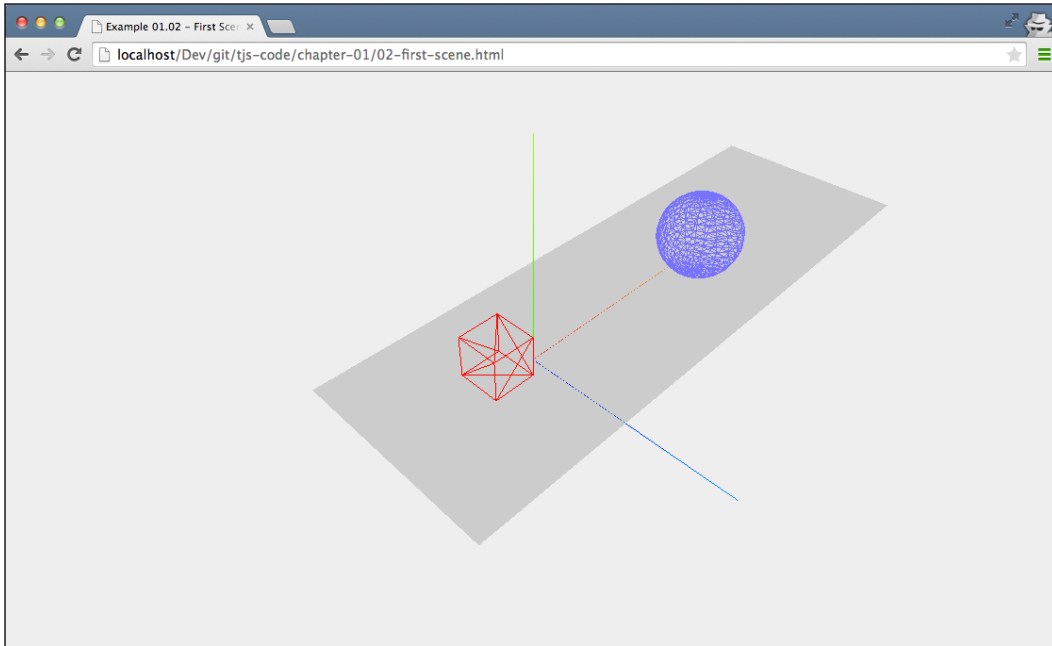 Example 01.02 – First Scen
localhost/Dev/git/tjs-code/chapter-01/02-first-scene.html